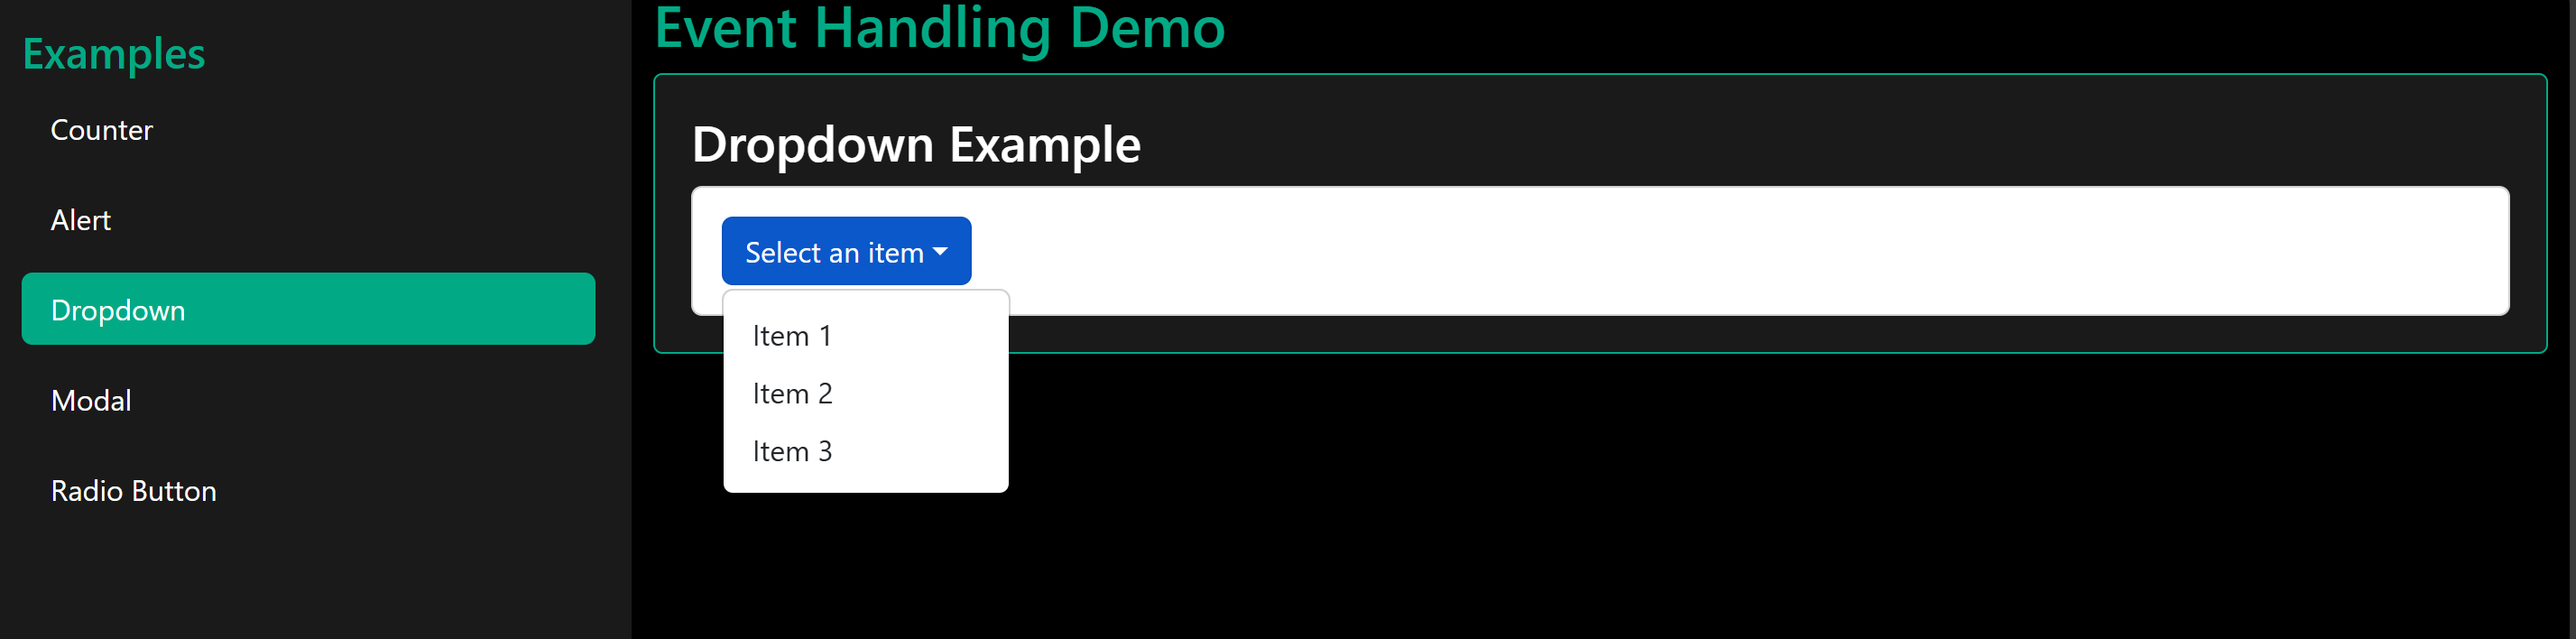 Examples
Counter
Alert
Dropdown
Modal
Radio Button
Event Handling Demo
Dropdown Example
Select an item
Item 1
Item 2
Item 3